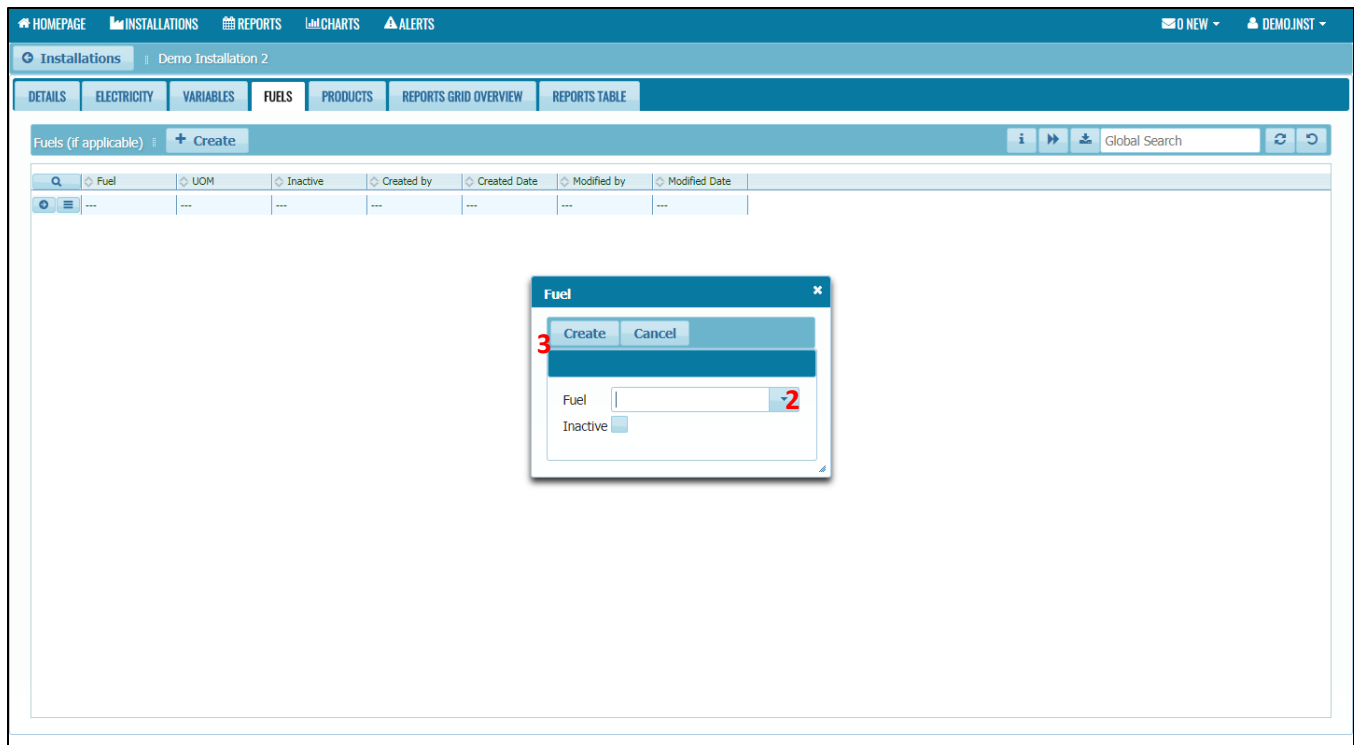 HOMEPAGE INSTALLATIONS REPORTS CHARTS ALERTS 0 NEW DEMO.INST
Installations Demo Installation 2
DETAILS ELECTRICITY VARIABLES FUELS PRODUCTS REPORTS GRID OVERVIEW REPORTS TABLE
Fuels (if applicable) + Create i Global Search
Fuel UOM Inactive Created by Created Date Modified by Modified Date
--- --- --- --- --- --- ---
Fuel ×
Create Cancel
3
Fuel 2
Inactive